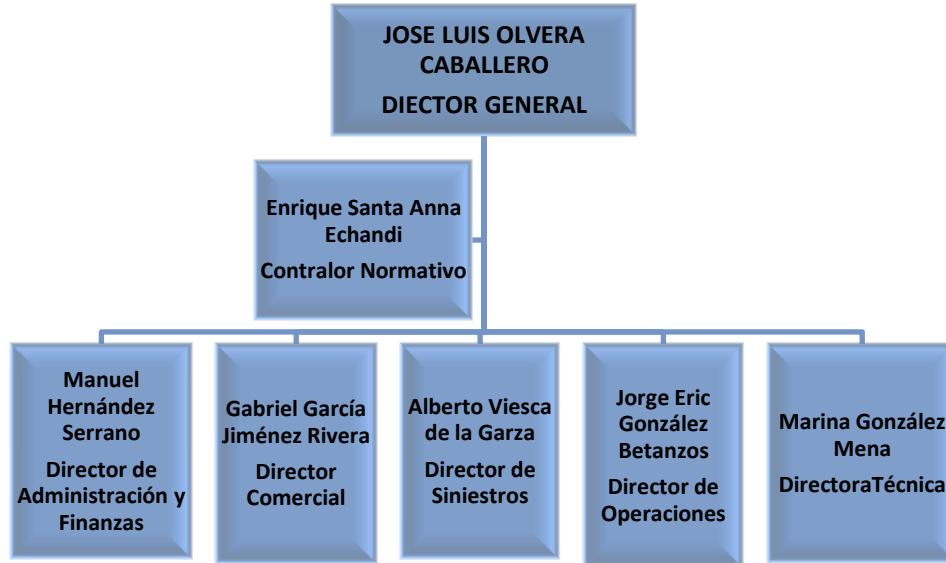 JOSE LUIS OLVERA
CABALLERO
DIECTOR GENERAL
Enrique Santa Anna
Echandi
Contralor Normativo
Manuel
Hernández
Serrano
Director de
Administración y
Finanzas
Gabriel García
Jiménez Rivera
Director
Comercial
Alberto Viesca
de la Garza
Director de
Siniestros
Jorge Eric
González
Betanzos
Director de
Operaciones
Marina González
Mena
DirectoraTécnica